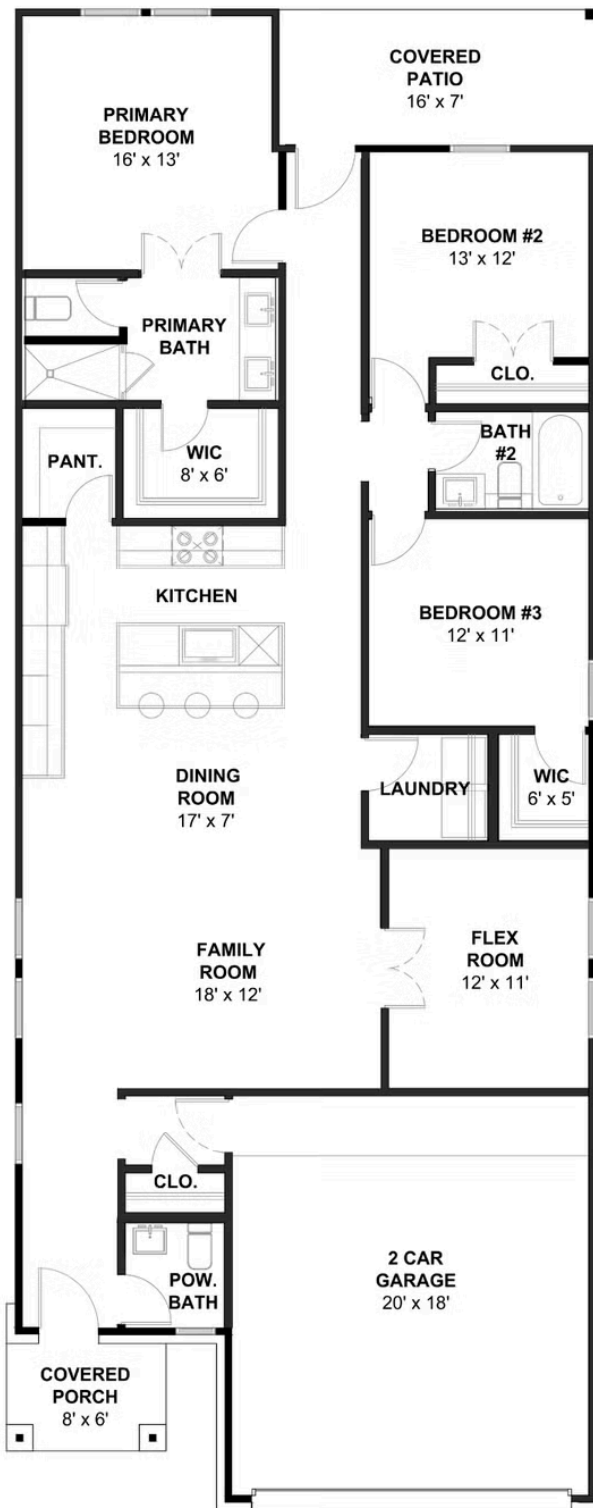 COVERED
PATIO
16' x 7'
PRIMARY
BEDROOM
16' x 13'
BEDROOM #2
13' x 12'
PRIMARY
BATH
CLO.
BATH
#2
WIC
8' x 6'
PANT.
KITCHEN
BEDROOM #3
12' x 11'
DINING
ROOM
17' x 7'
LAUNDRY
WIC
6' x 5'
FAMILY
ROOM
18' x 12'
FLEX
ROOM
12' x 11'
CLO.
POW.
BATH
2 CAR
GARAGE
20' x 18'
COVERED
PORCH
8' x 6'